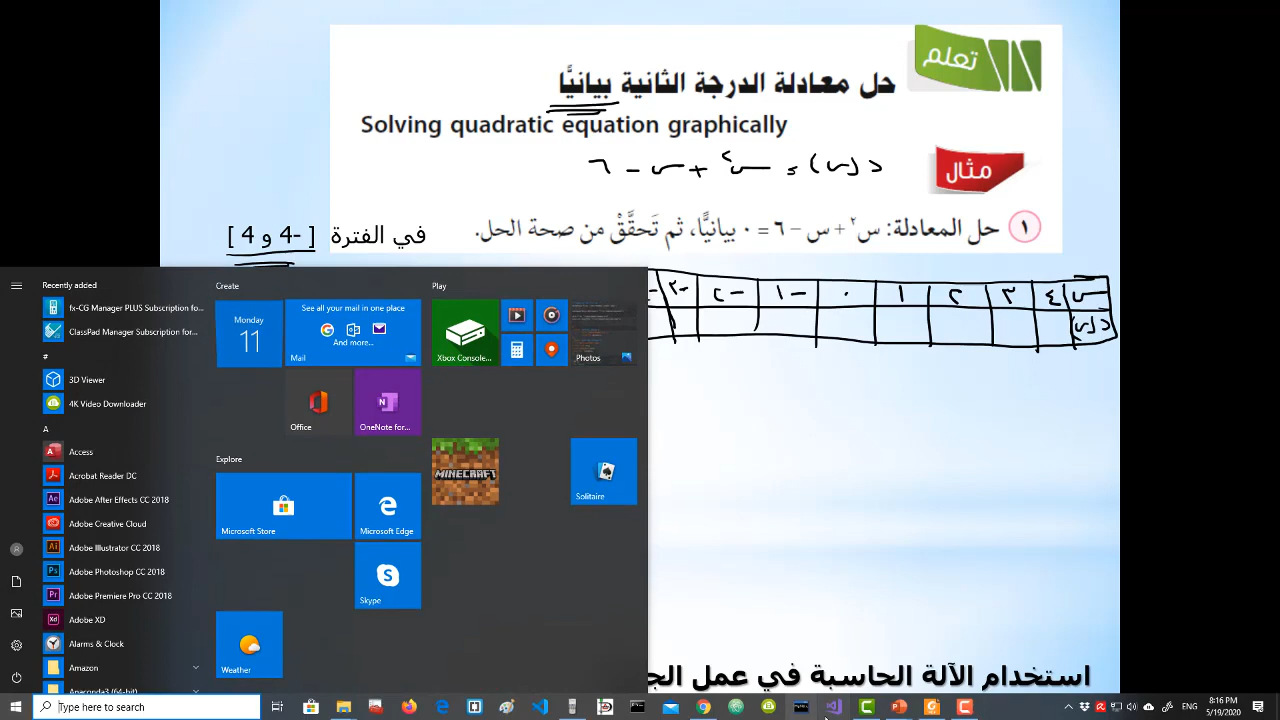 تعلم
حل معادلة الدرجة الثانية بيانيًّا
Solving quadratic equation graphically
د(س) = س٢ + س - ٦
مثال
١ حل المعادلة: س٢ + س - ٦ = ٠ بيانيًّا، ثم تَحقَّقْ من صحة الحل.
في الفترة [ -4 و 4 ]
س ٤ ٣ ٢ ١ ٠ -١ -٢ -٣
د(س)
Recently added
fx-CG Manager PLUS Subscription fo...
ClassPad Manager Subscription for...
#
3D Viewer
4K Video Downloader
A
Access
Acrobat Reader DC
Adobe After Effects CC 2018
Adobe Creative Cloud
Adobe Illustrator CC 2018
Adobe Photoshop CC 2018
Adobe Premiere Pro CC 2018
Adobe XD
Alarms & Clock
Amazon
Anaconda3 (64-bit)
Create
Monday
11
See all your mail in one place
And more...
Mail
Office
OneNote for...
Explore
Microsoft Store
Microsoft Edge
Skype
Weather
Play
Xbox Console...
Photos
MINECRAFT
Solitaire
استخدام الآلة الحاسبة في عمل
Type here to search
8:16 PM
5/19/2020